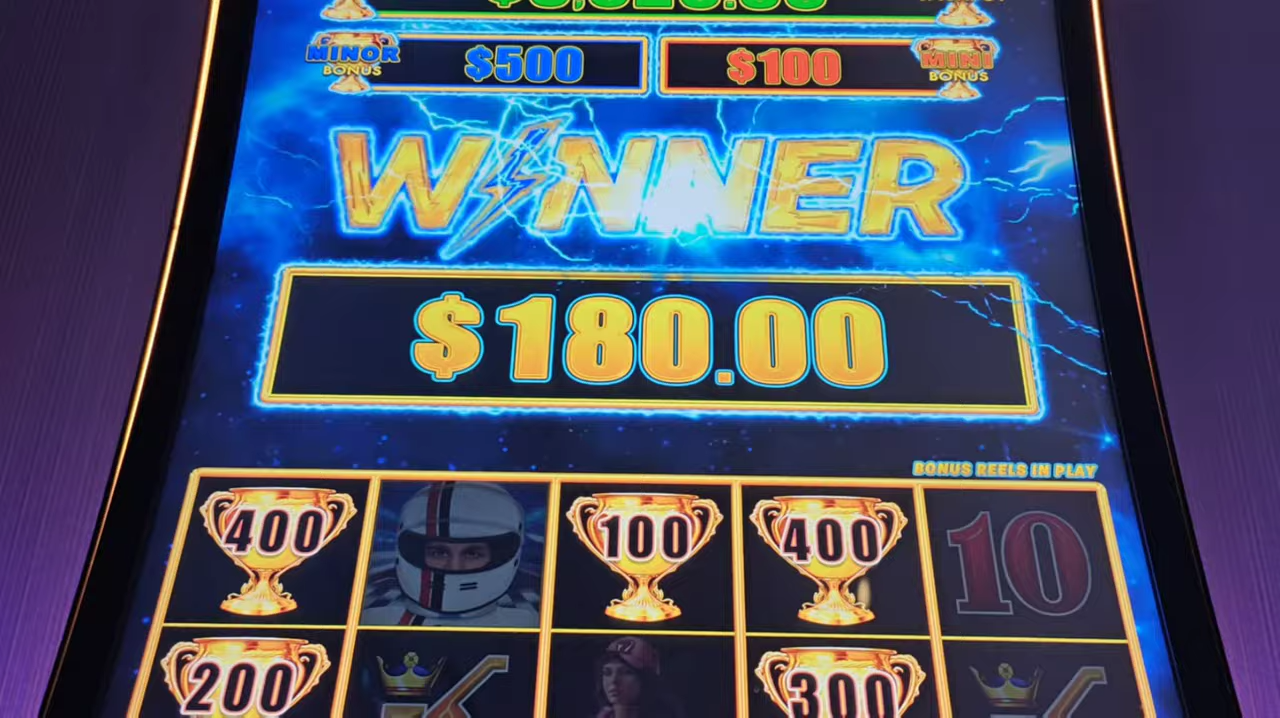 MINOR
BONUS
$500
$100
MINI
BONUS
WINNER
$180.00
BONUS REELS IN PLAY
400
100
400
10
200
300